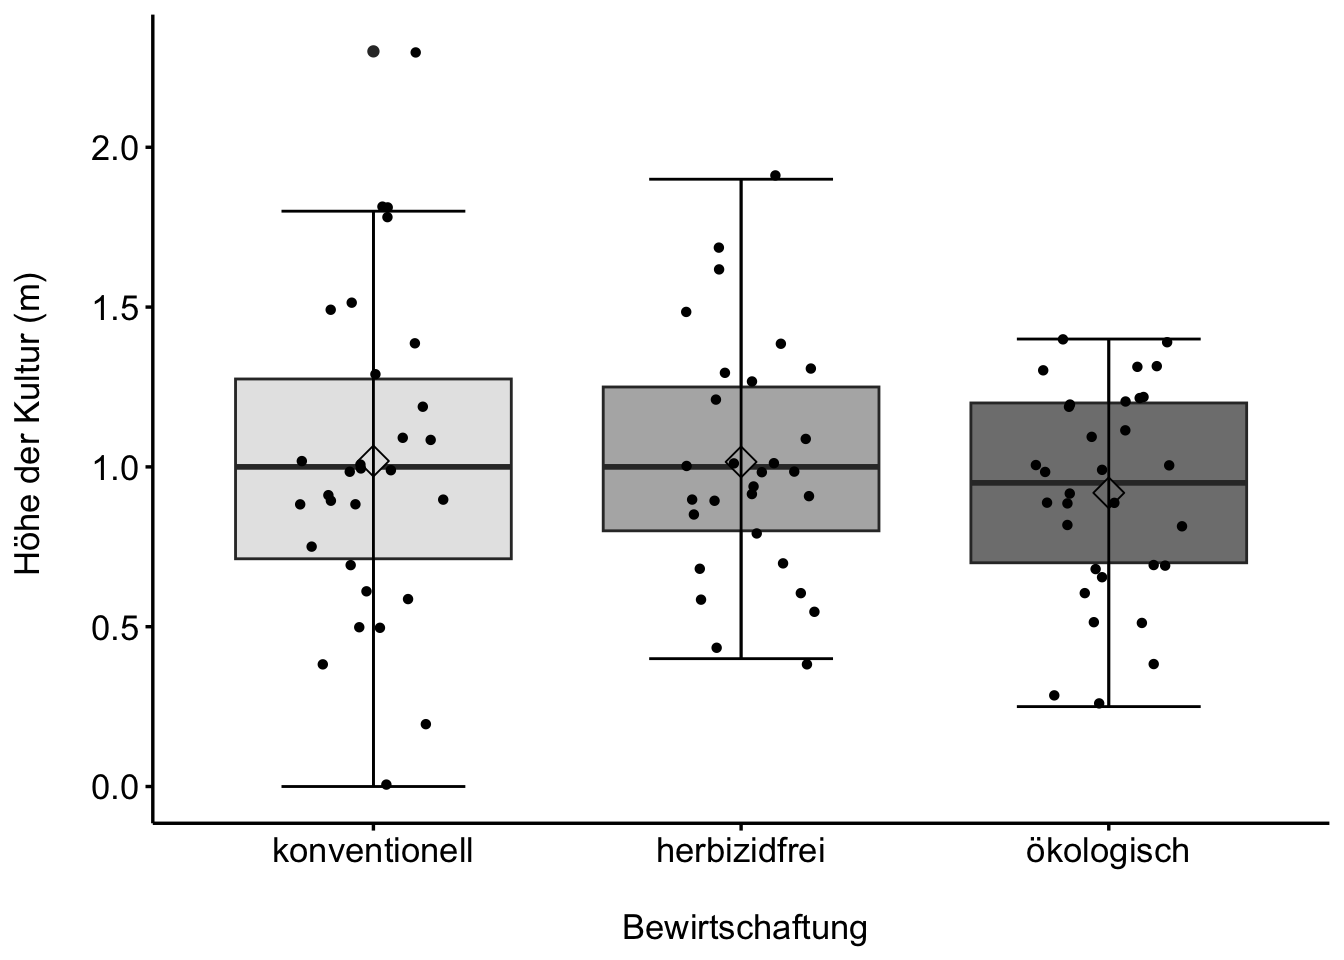 Höhe der Kultur (m)
2.0
1.5
1.0
0.5
0.0
konventionell herbizidfrei ökologisch
Bewirtschaftung